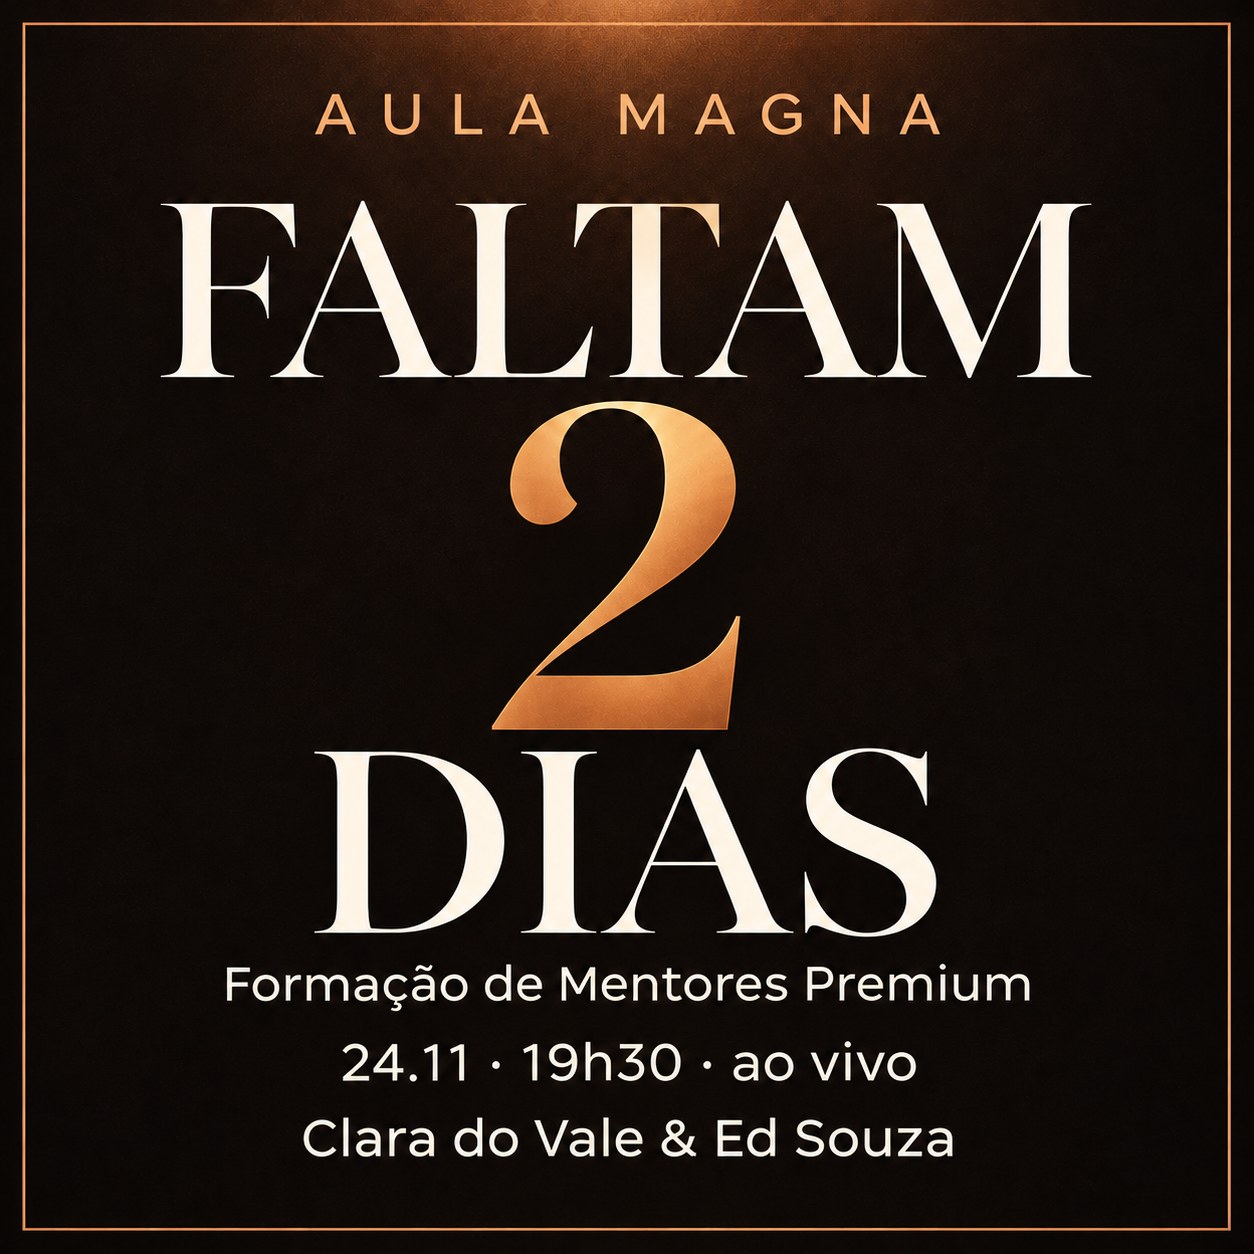 AULA MAGNA
FALTAM
2
DIAS
Formação de Mentores Premium
24.11 · 19h30 · ao vivo
Clara do Vale & Ed Souza